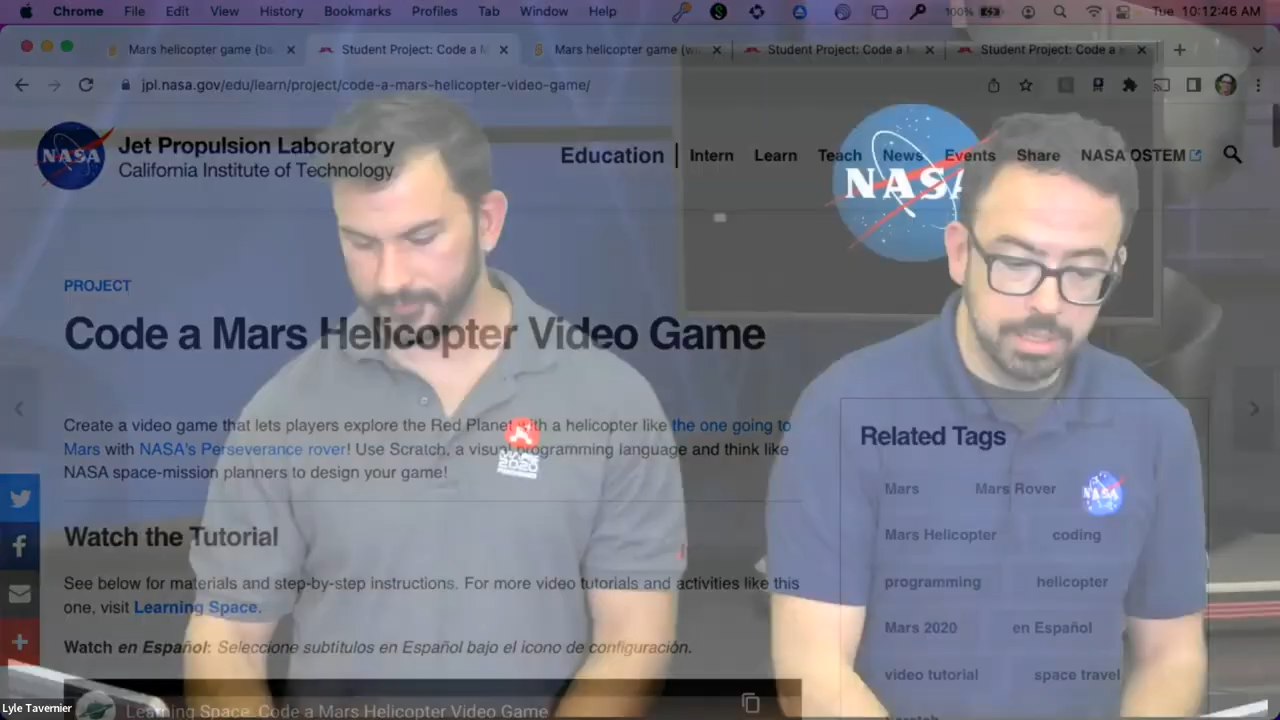 Chrome File Edit View History Bookmarks Profiles Tab Window Help 100% Tue 10:12:46 AM
Mars helicopter game (ba Student Project: Code a M Mars helicopter game (w Student Project: Code a Student Project: Code a
jpl.nasa.gov/edu/learn/project/code-a-mars-helicopter-video-game/
NASA
Jet Propulsion Laboratory
California Institute of Technology
Education Intern Learn Teach News Events Share NASA OSTEM
NASA
PROJECT
Code a Mars Helicopter Video Game
Create a video game that lets players explore the Red Planet with a helicopter like the one going to
Mars with NASA's Perseverance rover! Use Scratch, a visual programming language and think like
NASA space-mission planners to design your game!
Watch the Tutorial
See below for materials and step-by-step instructions. For more video tutorials and activities like this
one, visit Learning Space.
Watch en Español: Seleccione subtítulos en Español bajo el ícono de configuración.
Learning Space Code a Mars Helicopter Video Game
MARS
2020
Related Tags
Mars Mars Rover
NASA
Mars Helicopter coding
programming helicopter
Mars 2020 en Español
video tutorial space travel
Scratch
Lyle Tavernier